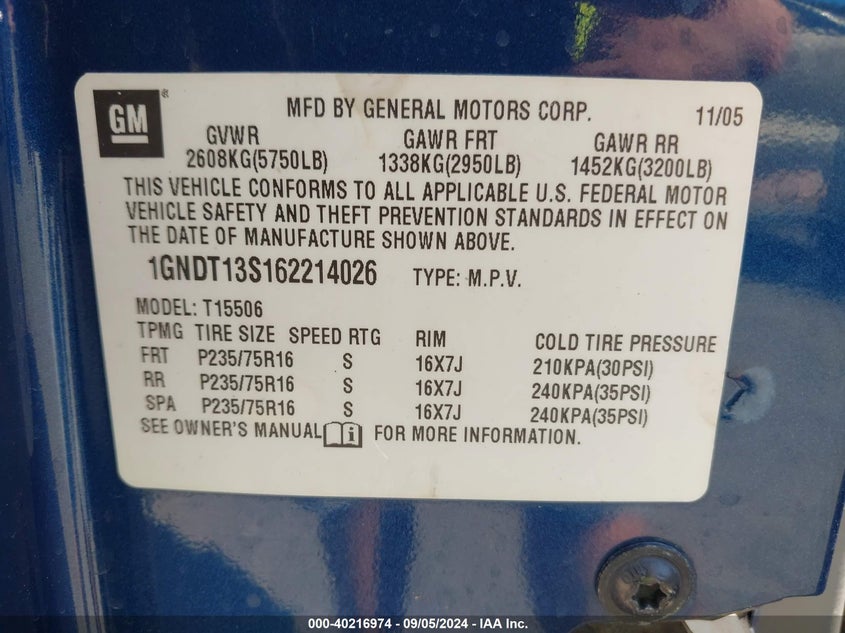 GM
®
MFD BY GENERAL MOTORS CORP. 11/05
GVWR GAWR FRT GAWR RR
2608KG(5750LB) 1338KG(2950LB) 1452KG(3200LB)
THIS VEHICLE CONFORMS TO ALL APPLICABLE U.S. FEDERAL MOTOR
VEHICLE SAFETY AND THEFT PREVENTION STANDARDS IN EFFECT ON
THE DATE OF MANUFACTURE SHOWN ABOVE.
1GNDT13S162214026 TYPE: M.P.V.
MODEL: T15506
TPMG TIRE SIZE SPEED RTG RIM COLD TIRE PRESSURE
FRT P235/75R16 S 16X7J 210KPA(30PSI)
RR P235/75R16 S 16X7J 240KPA(35PSI)
SPA P235/75R16 S 16X7J 240KPA(35PSI)
SEE OWNER'S MANUAL i FOR MORE INFORMATION.
000-40216974 - 09/05/2024 - IAA Inc.